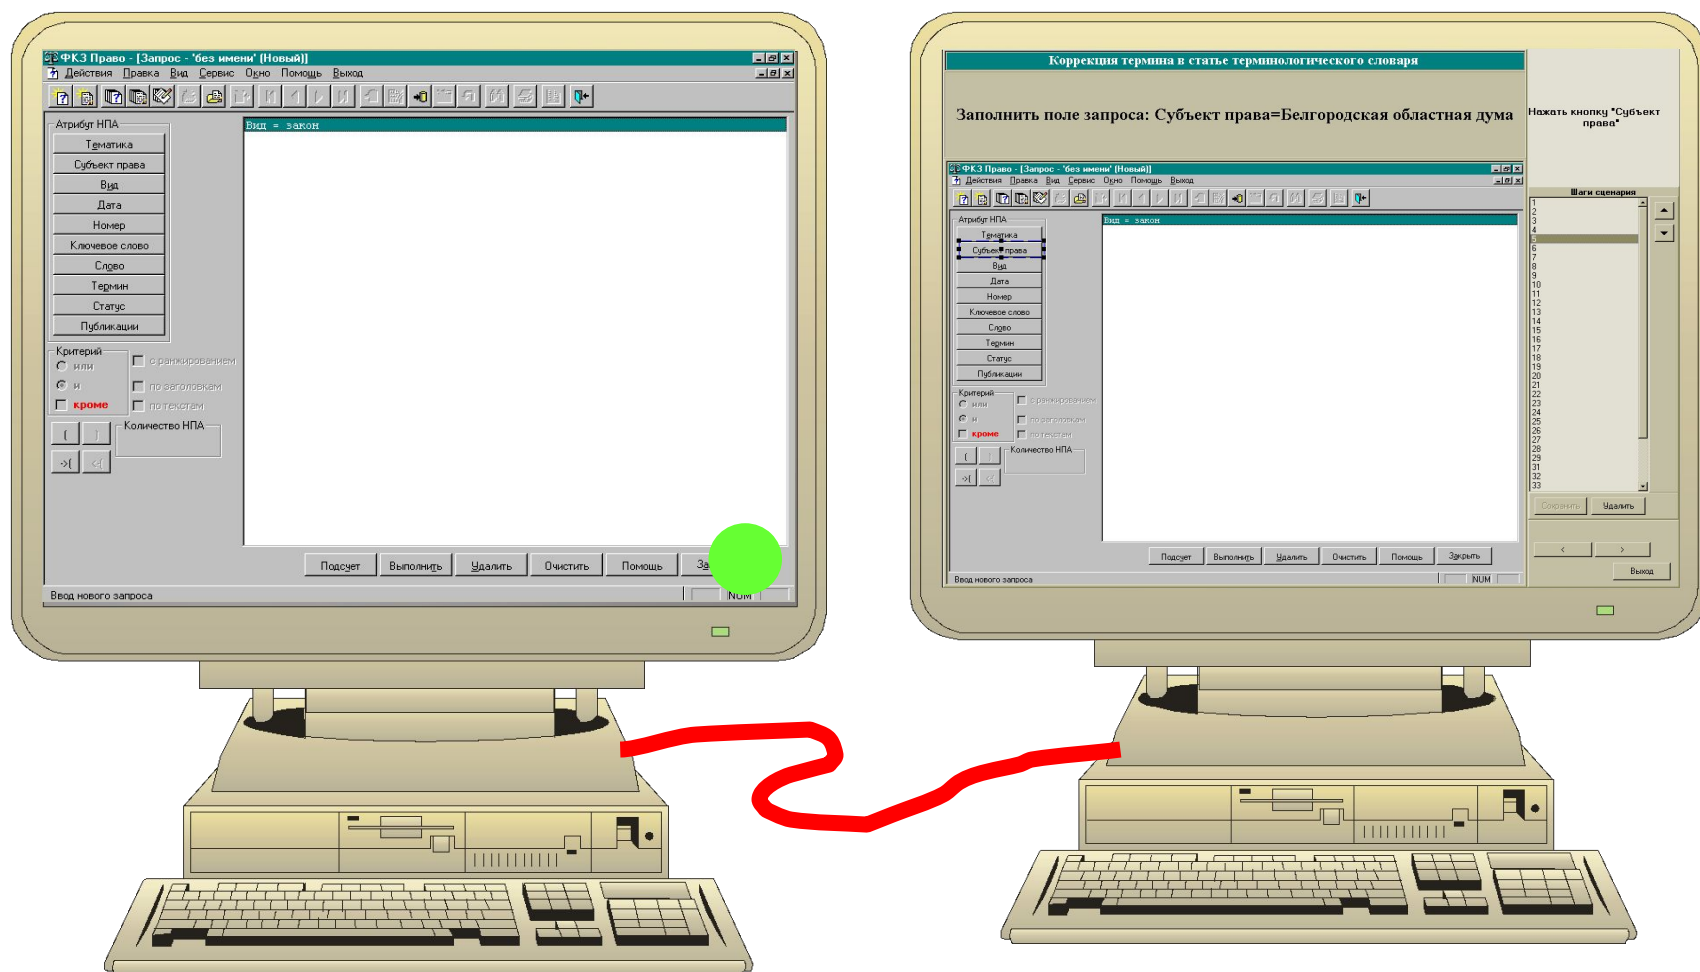 ФКЗ Право - [Запрос - 'без имени' (Новый)]
Действия Правка Вид Сервис Окно Помощь Выход
Атрибут НПА
Вид = закон
Тематика
Субъект права
Вид
Дата
Номер
Ключевое слово
Слово
Термин
Статус
Публикации
Критерий
или
с ранжированием
и
по заголовкам
кроме
по текстам
Количество НПА
( )
->( <-(
Подсчет Выполнить Удалить Очистить Помощь
Ввод нового запроса
NUM
Коррекция термина в статье терминологического словаря
Заполнить поле запроса: Субъект права=Белгородская областная дума
Нажать кнопку "Субъект
права"
ФКЗ Право - [Запрос - 'без имени' (Новый)]
Действия Правка Вид Сервис Окно Помощь Выход
Атрибут НПА
Вид = закон
Тематика
Субъект права
Вид
Дата
Номер
Ключевое слово
Слово
Термин
Статус
Публикации
Критерий
или
с ранжированием
и
по заголовкам
кроме
по текстам
Количество НПА
( )
->( <-(
Подсчет Выполнить Удалить Очистить Помощь Закрыть
Ввод нового запроса
NUM
Шаги сценария
1
2
3
4
5
6
7
8
9
10
11
12
13
14
15
16
17
18
19
20
21
22
23
24
25
26
27
28
29
31
32
33
Сохранить Удалить
< >
Выход